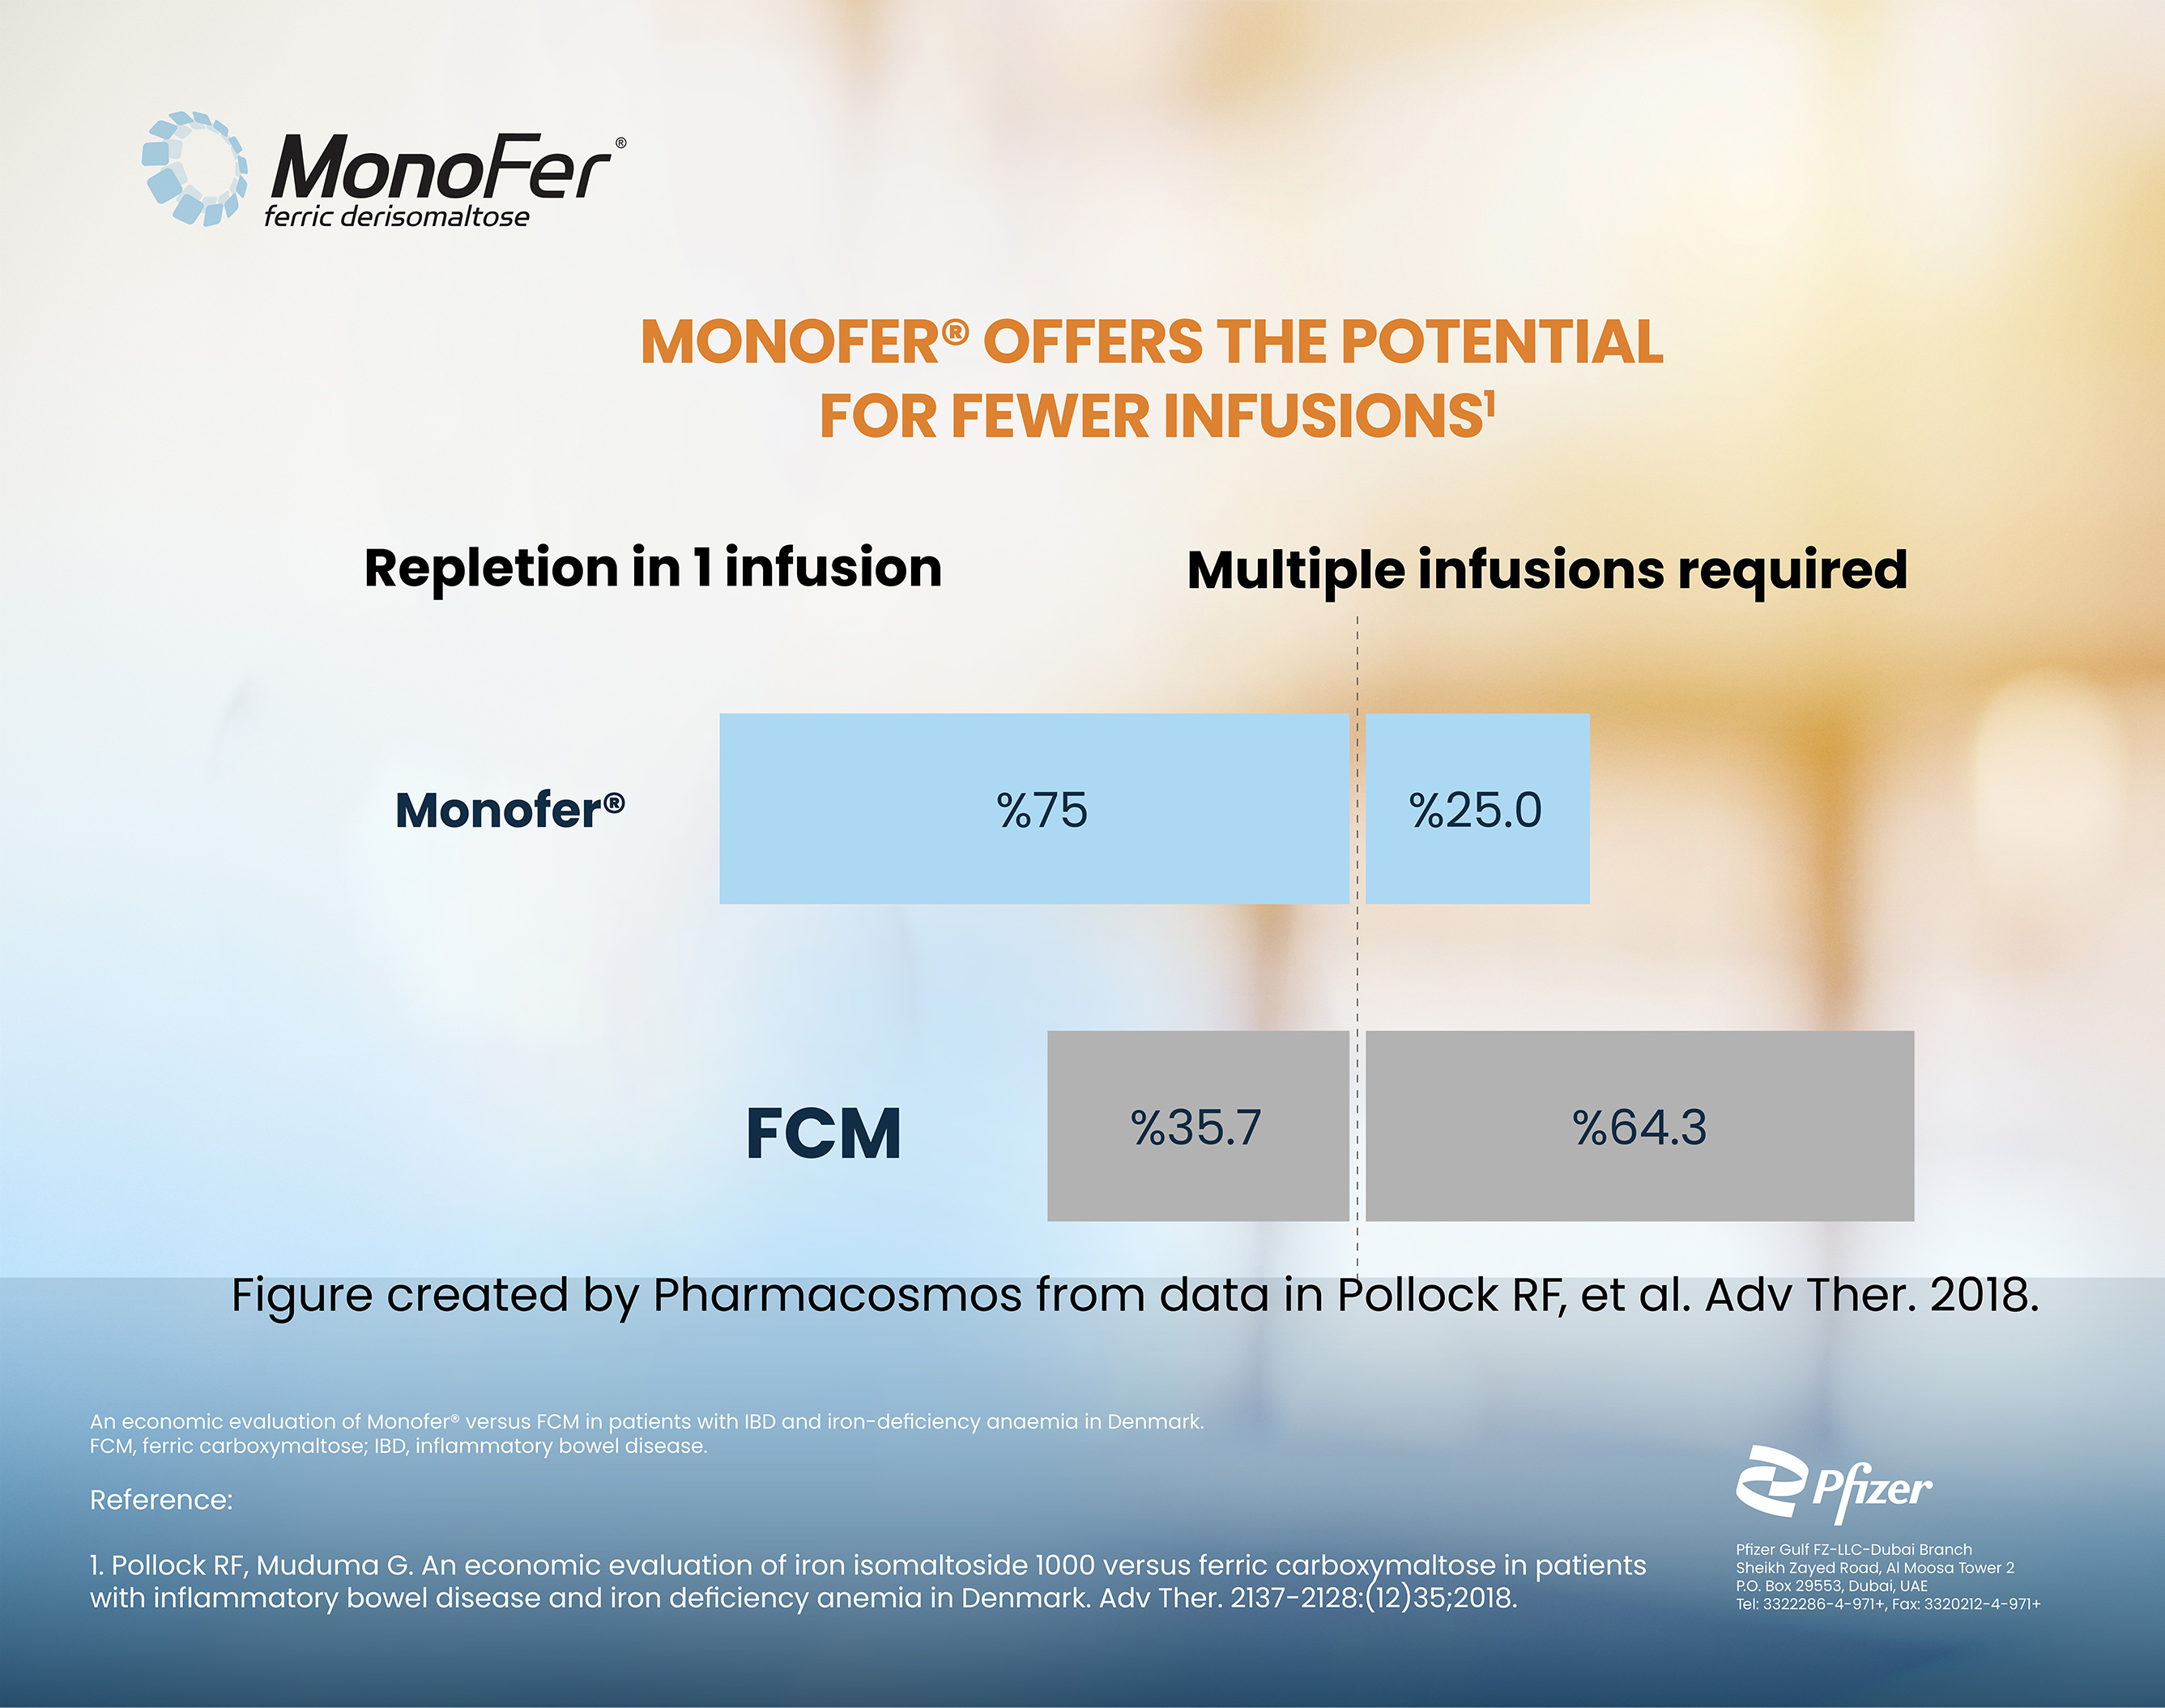 MonoFer®
ferric derisomaltose
MONOFER® OFFERS THE POTENTIAL
FOR FEWER INFUSIONS¹
Repletion in 1 infusion
Multiple infusions required
Monofer®
%75
%25.0
FCM
%35.7
%64.3
Figure created by Pharmacosmos from data in Pollock RF, et al. Adv Ther. 2018.
An economic evaluation of Monofer® versus FCM in patients with IBD and iron-deficiency anaemia in Denmark.
FCM, ferric carboxymaltose; IBD, inflammatory bowel disease.
Reference:
1. Pollock RF, Muduma G. An economic evaluation of iron isomaltoside 1000 versus ferric carboxymaltose in patients
with inflammatory bowel disease and iron deficiency anemia in Denmark. Adv Ther. 2137-2128:(12)35;2018.
Pfizer
Pfizer Gulf FZ-LLC-Dubai Branch
Sheikh Zayed Road, Al Moosa Tower 2
P.O. Box 29553, Dubai, UAE
Tel: 3322286-4-971+, Fax: 3320212-4-971+